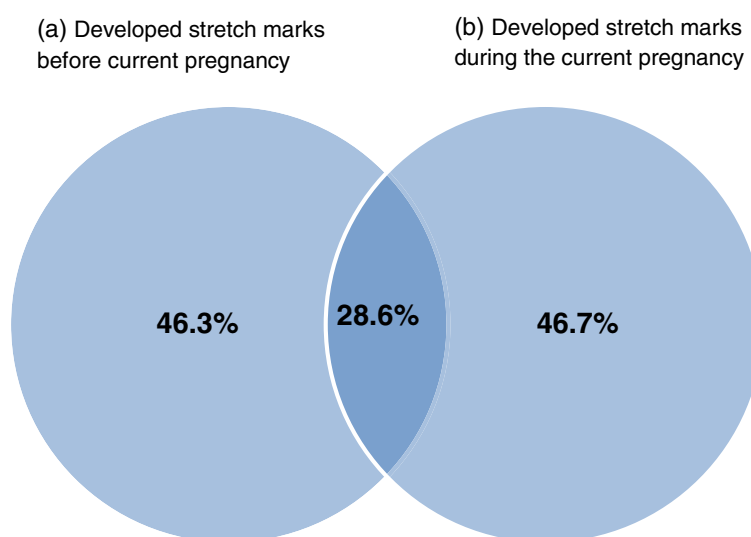 (a) Developed stretch marks
before current pregnancy
(b) Developed stretch marks
during the current pregnancy
46.3%
28.6%
46.7%